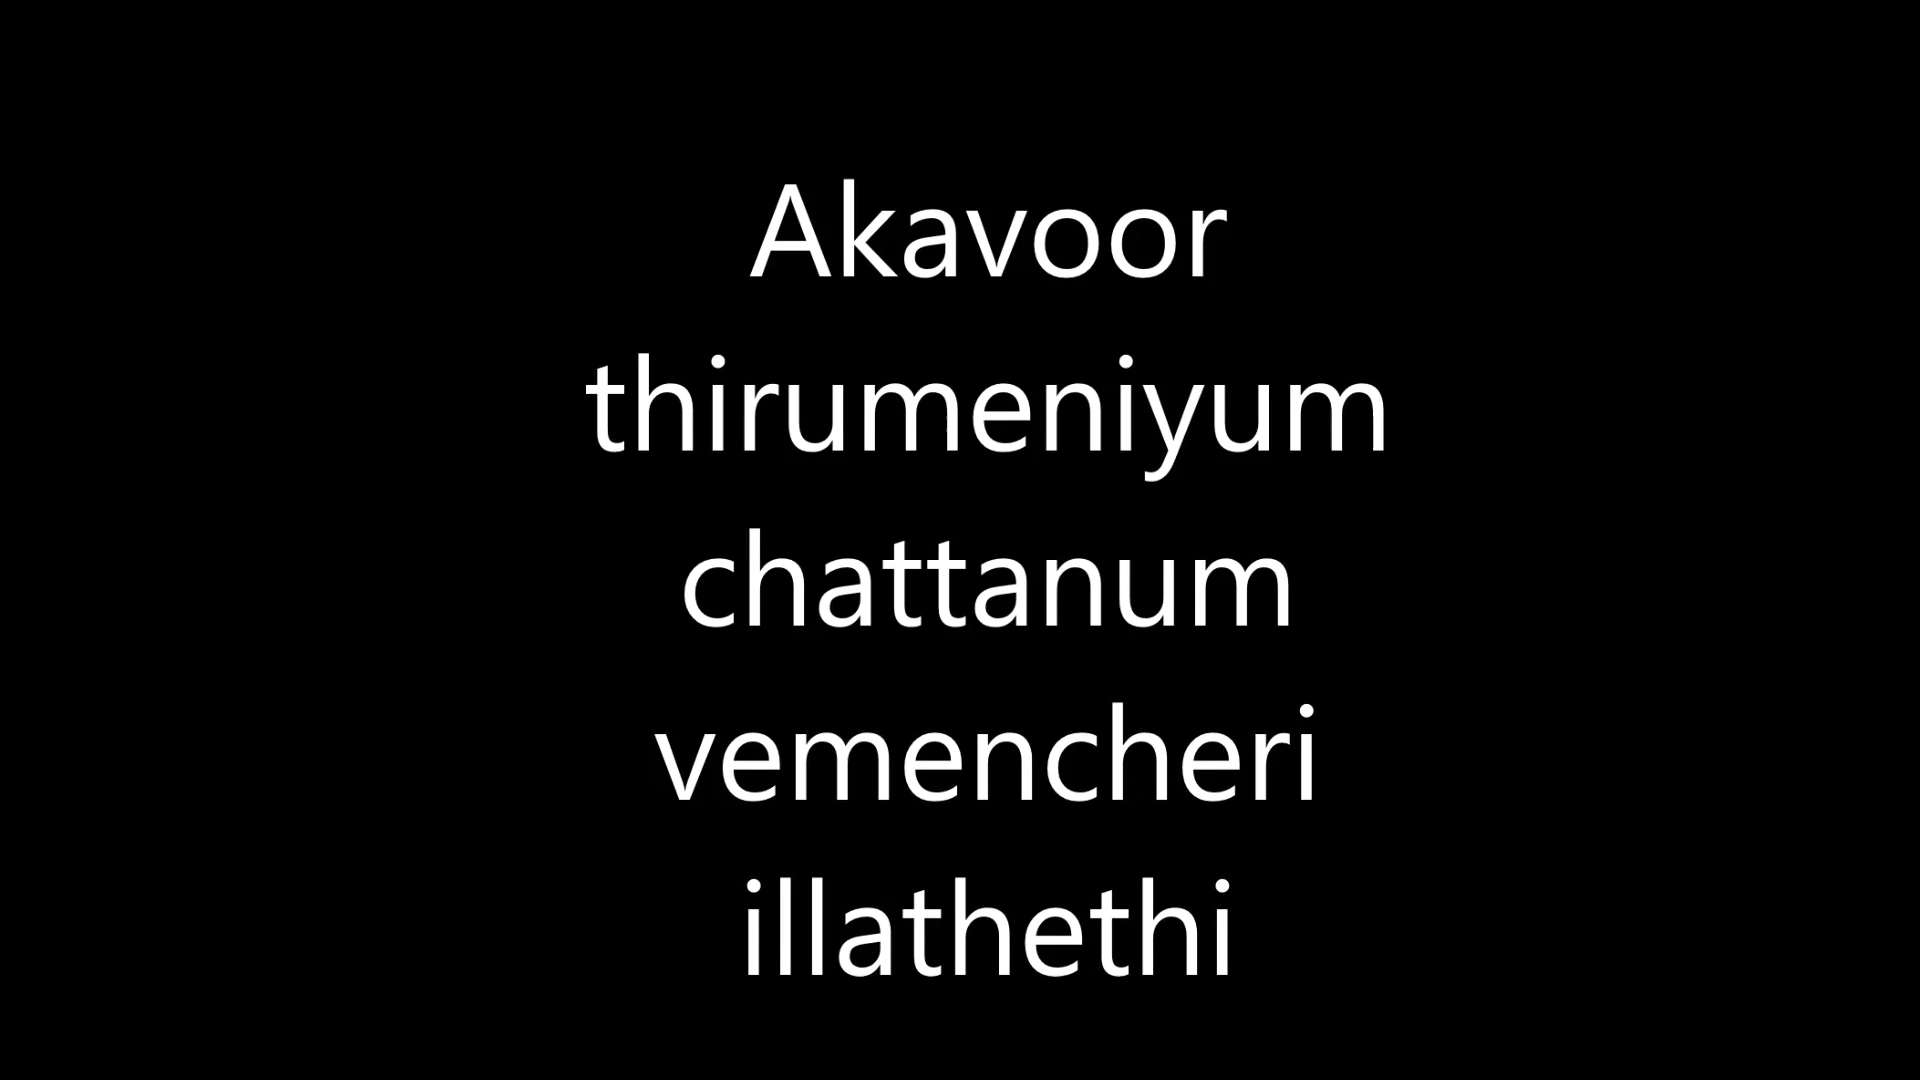 Akavoor
thirumeniyum
chattanum
vemencheri
illathethi